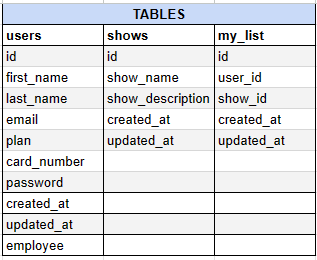 TABLES
users shows my_list
id id id
first_name show_name user_id
last_name show_description show_id
email created_at created_at
plan updated_at updated_at
card_number
password
created_at
updated_at
employee